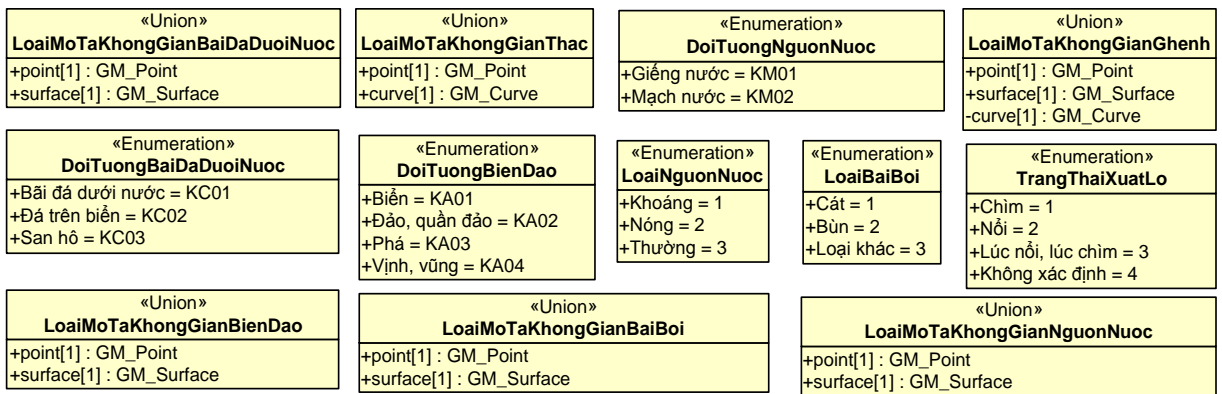 «Union»
LoaiMoTaKhongGianBaiDaDuoiNuoc
+point[1] : GM_Point
+surface[1] : GM_Surface
«Union»
LoaiMoTaKhongGianThac
+point[1] : GM_Point
+curve[1] : GM_Curve
«Enumeration»
DoiTuongNguonNuoc
+Giếng nước = KM01
+Mạch nước = KM02
«Union»
LoaiMoTaKhongGianGhenh
+point[1] : GM_Point
+surface[1] : GM_Surface
-curve[1] : GM_Curve
«Enumeration»
DoiTuongBaiDaDuoiNuoc
+Bãi đá dưới nước = KC01
+Đá trên biển = KC02
+San hô = KC03
«Enumeration»
DoiTuongBienDao
+Biển = KA01
+Đảo, quần đảo = KA02
+Phá = KA03
+Vịnh, vũng = KA04
«Enumeration»
LoaiNguonNuoc
+Khoáng = 1
+Nóng = 2
+Thường = 3
«Enumeration»
LoaiBaiBoi
+Cát = 1
+Bùn = 2
+Loại khác = 3
«Enumeration»
TrangThaiXuatLo
+Chìm = 1
+Nổi = 2
+Lúc nổi, lúc chìm = 3
+Không xác định = 4
«Union»
LoaiMoTaKhongGianBienDao
+point[1] : GM_Point
+surface[1] : GM_Surface
«Union»
LoaiMoTaKhongGianBaiBoi
+point[1] : GM_Point
+surface[1] : GM_Surface
«Union»
LoaiMoTaKhongGianNguonNuoc
+point[1] : GM_Point
+surface[1] : GM_Surface